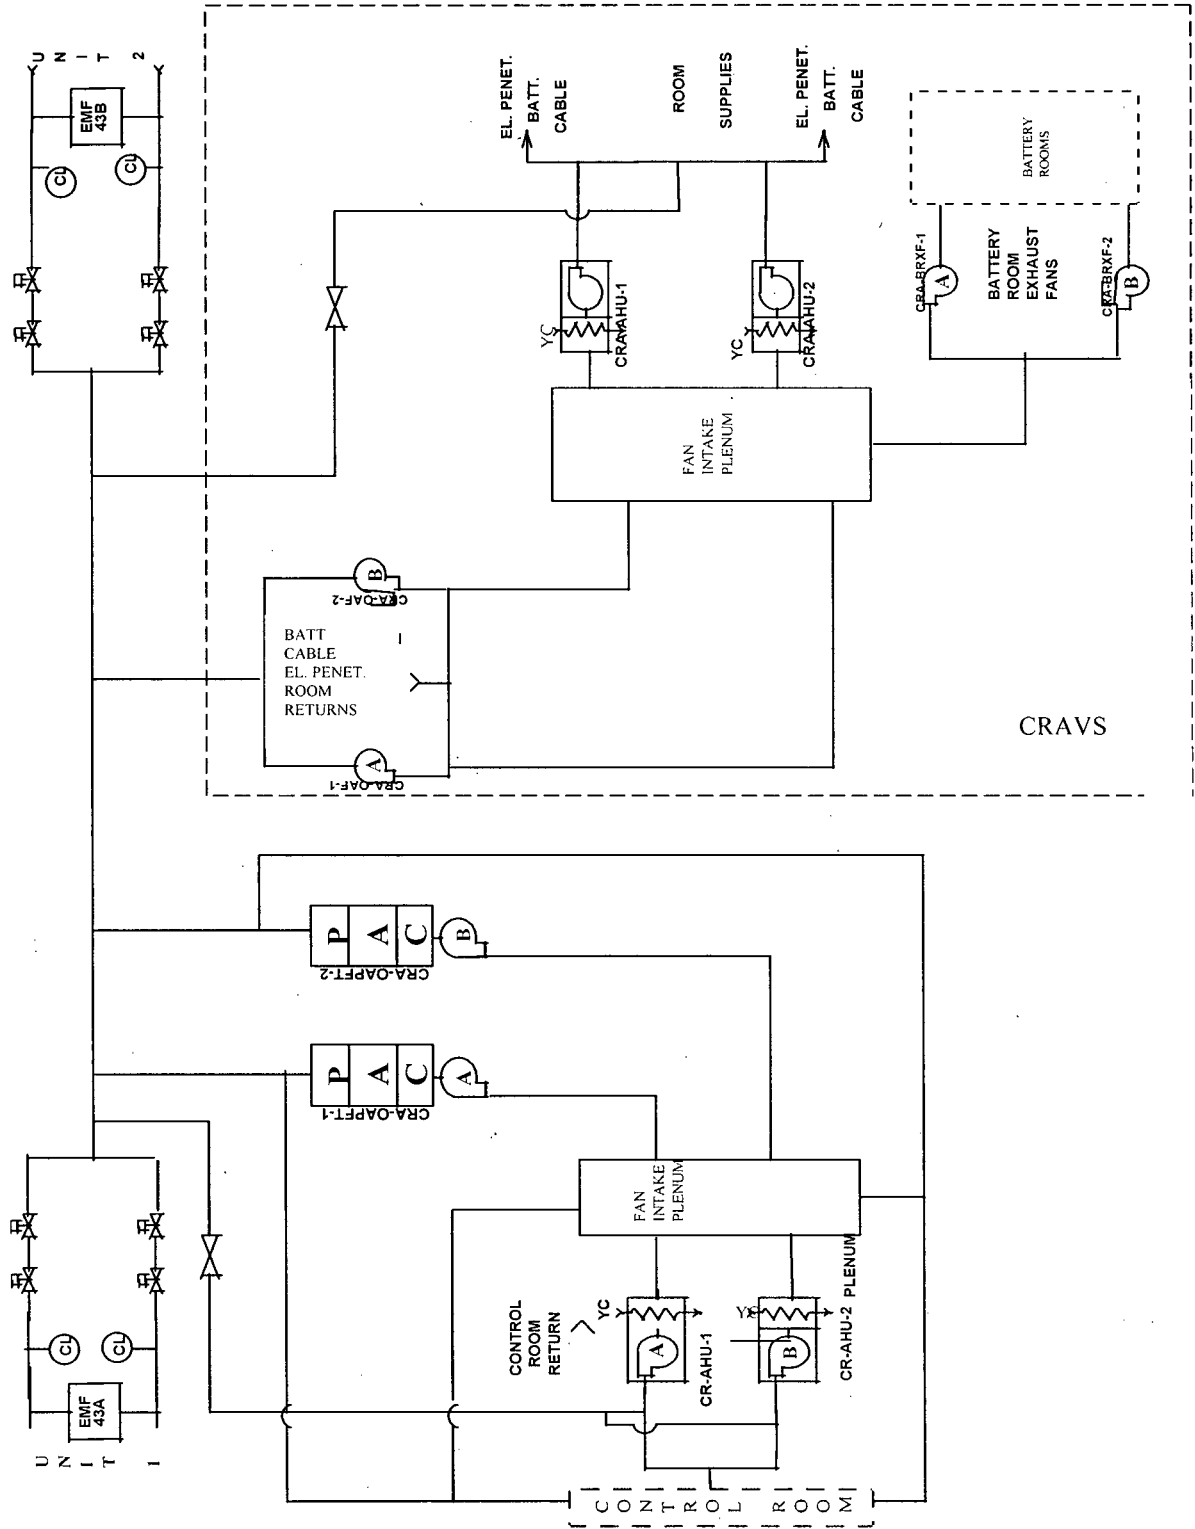 UNIT 2
EMF
43B
CL
CL
EL. PENET.
BATT.
CABLE
ROOM
SUPPLIES
EL. PENET.
BATT.
CABLE
BATTERY
ROOMS
YC
CRA-AHU-1
YC
CRA-AHU-2
CRA-BRXF-1
A
BATTERY
ROOM
EXHAUST
FANS
CRA-BRXF-2
B
FAN
INTAKE
PLENUM
B
CRA-OAF-2
BATT
CABLE
EL. PENET.
ROOM
RETURNS
A
CRA-OAF-1
CRAVS
P
A
C
B
CRA-OAPFT-2
P
A
C
A
CRA-OAPFT-1
FAN
INTAKE
PLENUM
CL
CL
EMF
43A
UNIT 1
CONTROL
ROOM
RETURN
YC
A
CR-AHU-1
YC
B
CR-AHU-2 PLENUM
CONTROL ROOM